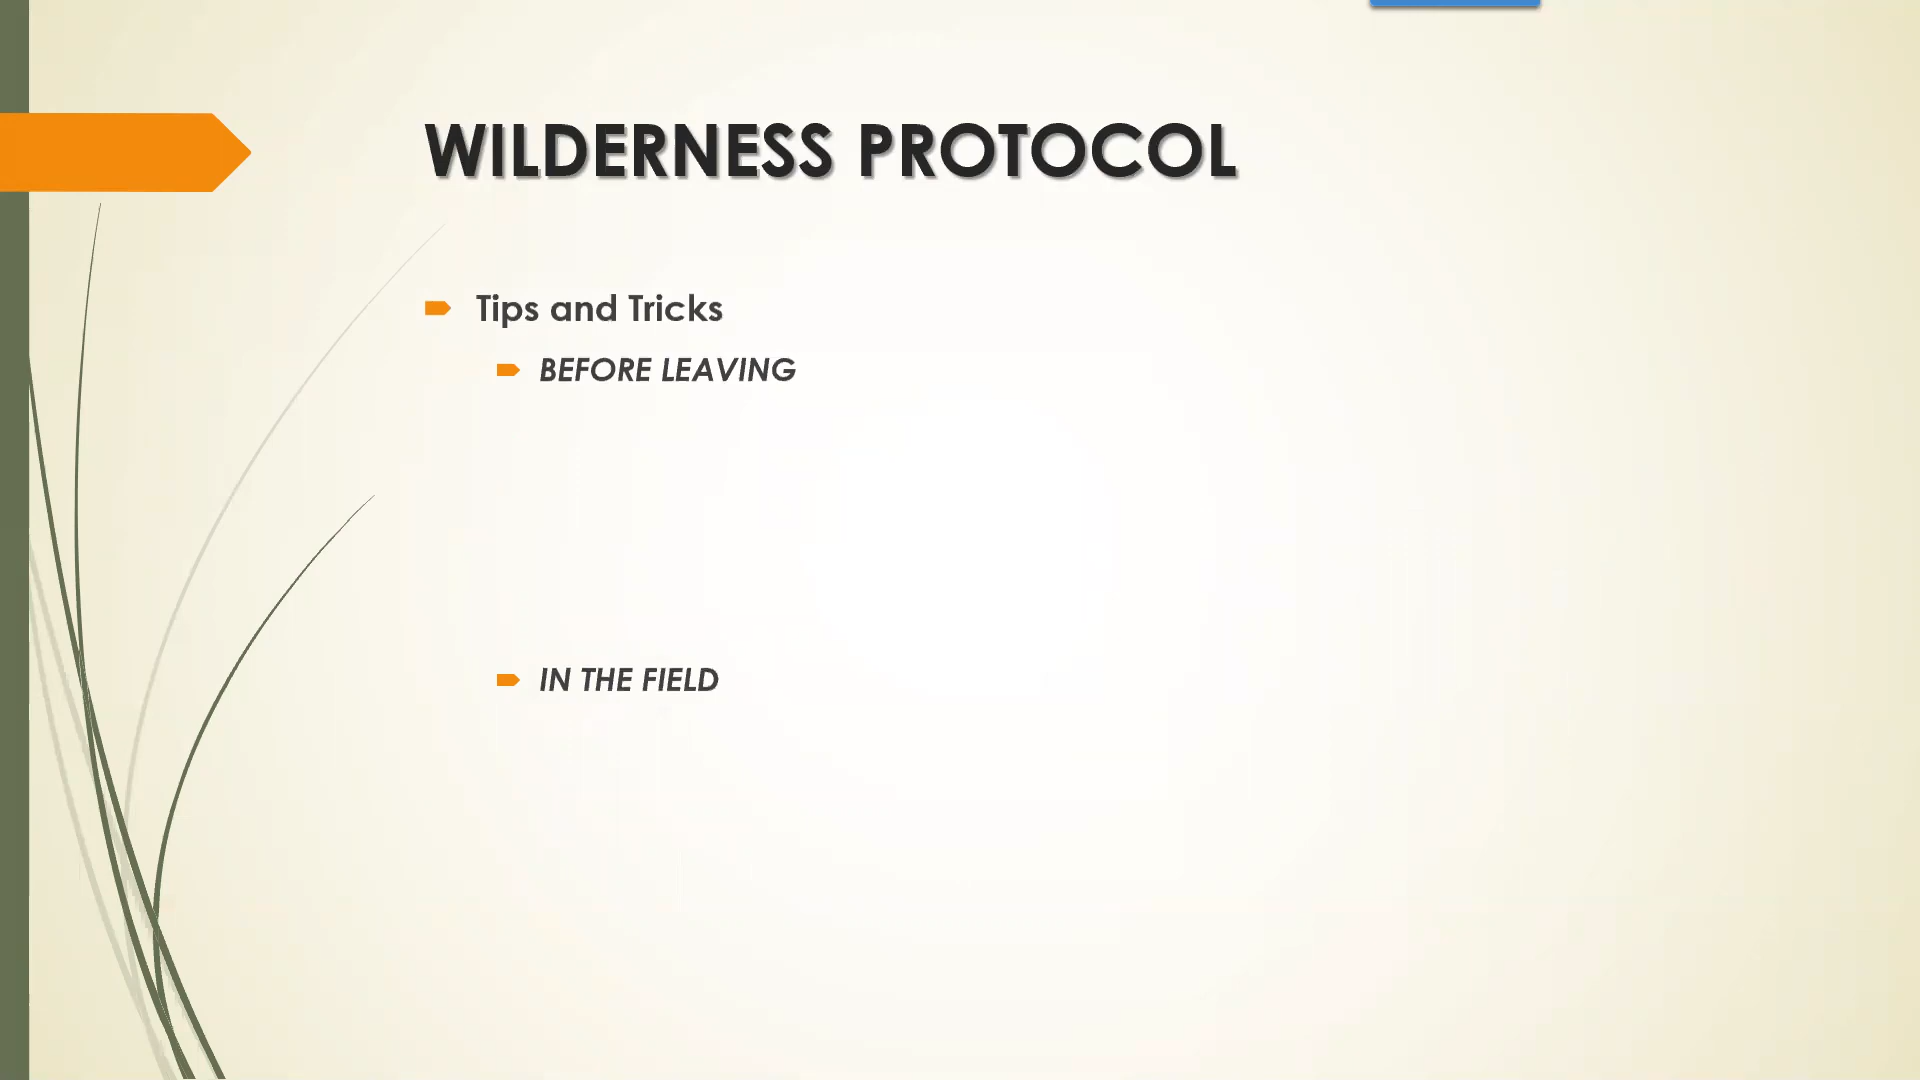 WILDERNESS PROTOCOL
Tips and Tricks
BEFORE LEAVING
IN THE FIELD